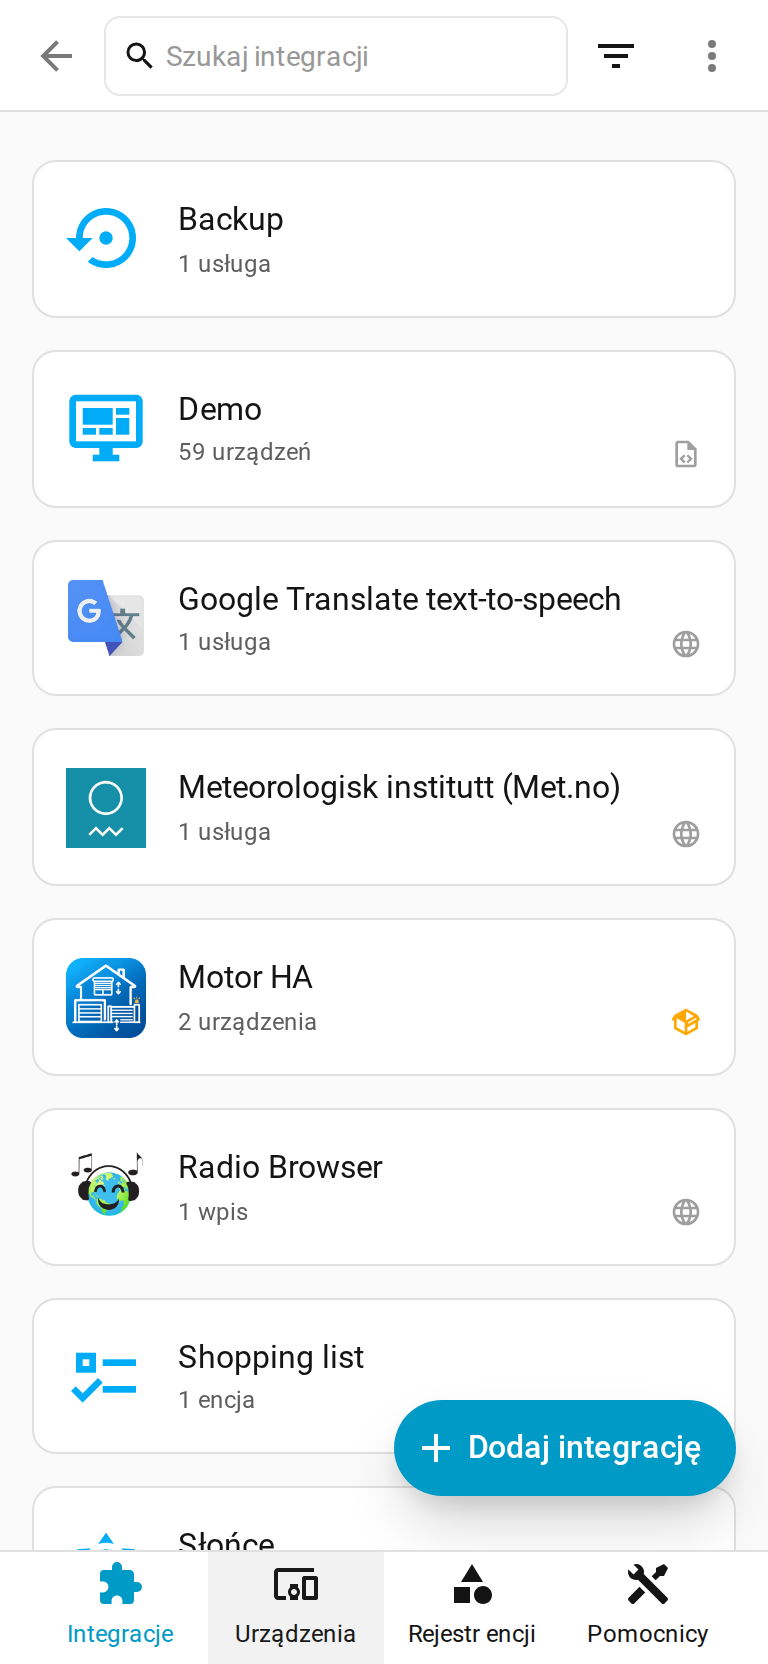 Szukaj integracji
Backup
1 usługa
Demo
59 urządzeń
Google Translate text-to-speech
1 usługa
Meteorologisk institutt (Met.no)
1 usługa
Motor HA
2 urządzenia
Radio Browser
1 wpis
Shopping list
1 encja
Dodaj integrację
Słońce
Integracje
Urządzenia
Rejestr encji
Pomocnicy